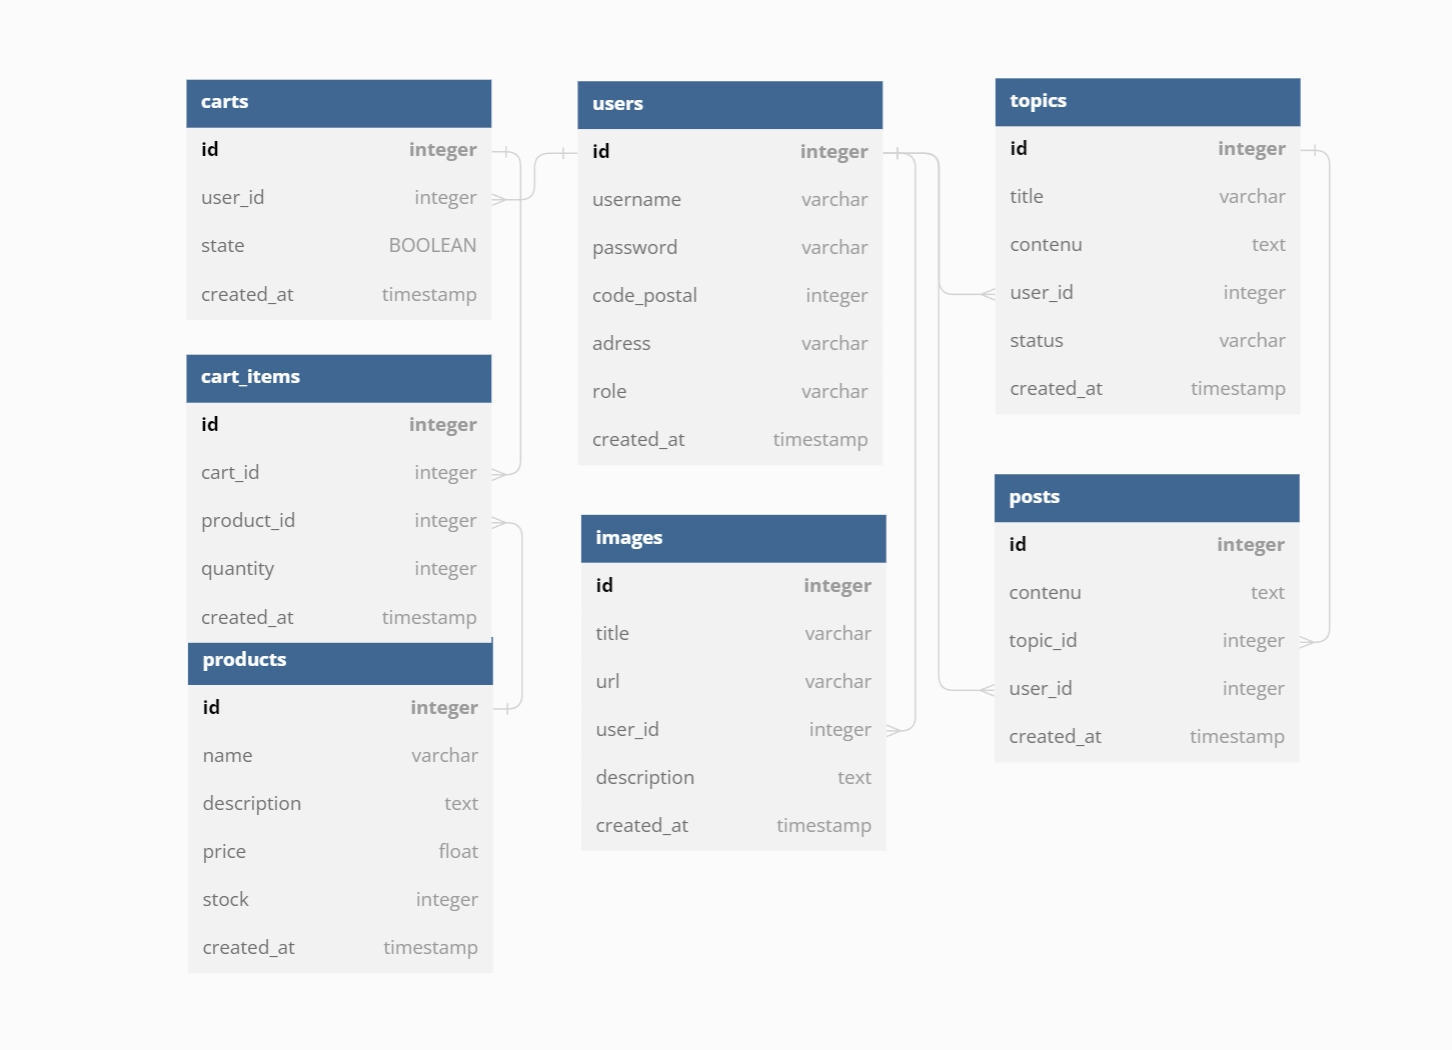 carts
id integer
user_id integer
state BOOLEAN
created_at timestamp
cart_items
id integer
cart_id integer
product_id integer
quantity integer
created_at timestamp
products
id integer
name varchar
description text
price float
stock integer
created_at timestamp
users
id integer
username varchar
password varchar
code_postal integer
adress varchar
role varchar
created_at timestamp
images
id integer
title varchar
url varchar
user_id integer
description text
created_at timestamp
topics
id integer
title varchar
contenu text
user_id integer
status varchar
created_at timestamp
posts
id integer
contenu text
topic_id integer
user_id integer
created_at timestamp